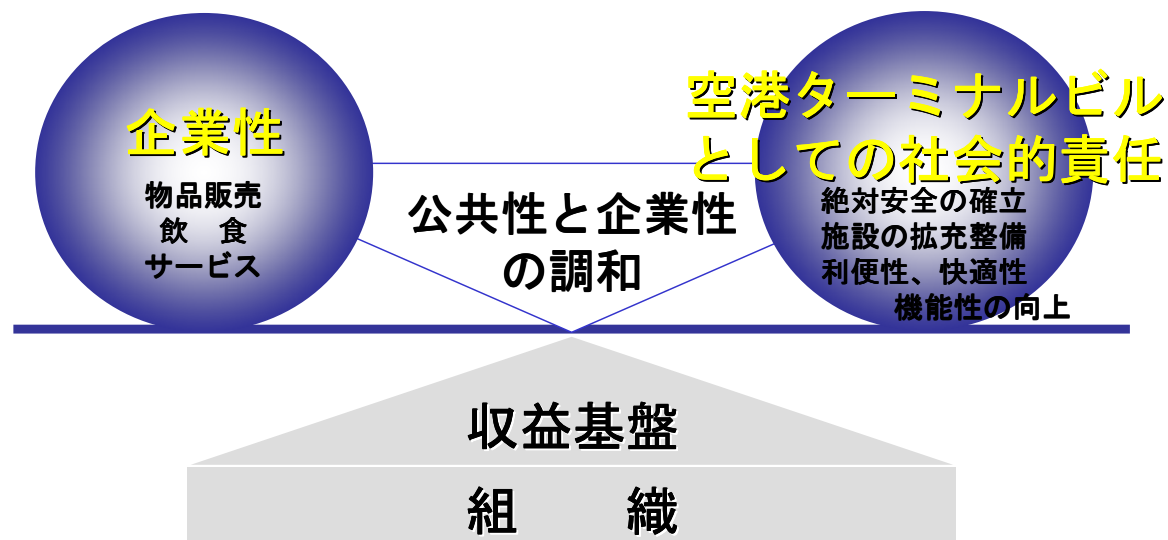 企業性
物品販売
飲　食
サービス
公共性と企業性
の調和
空港ターミナルビル
としての社会的責任
絶対安全の確立
施設の拡充整備
利便性、快適性
機能性の向上
収益基盤
組　　織